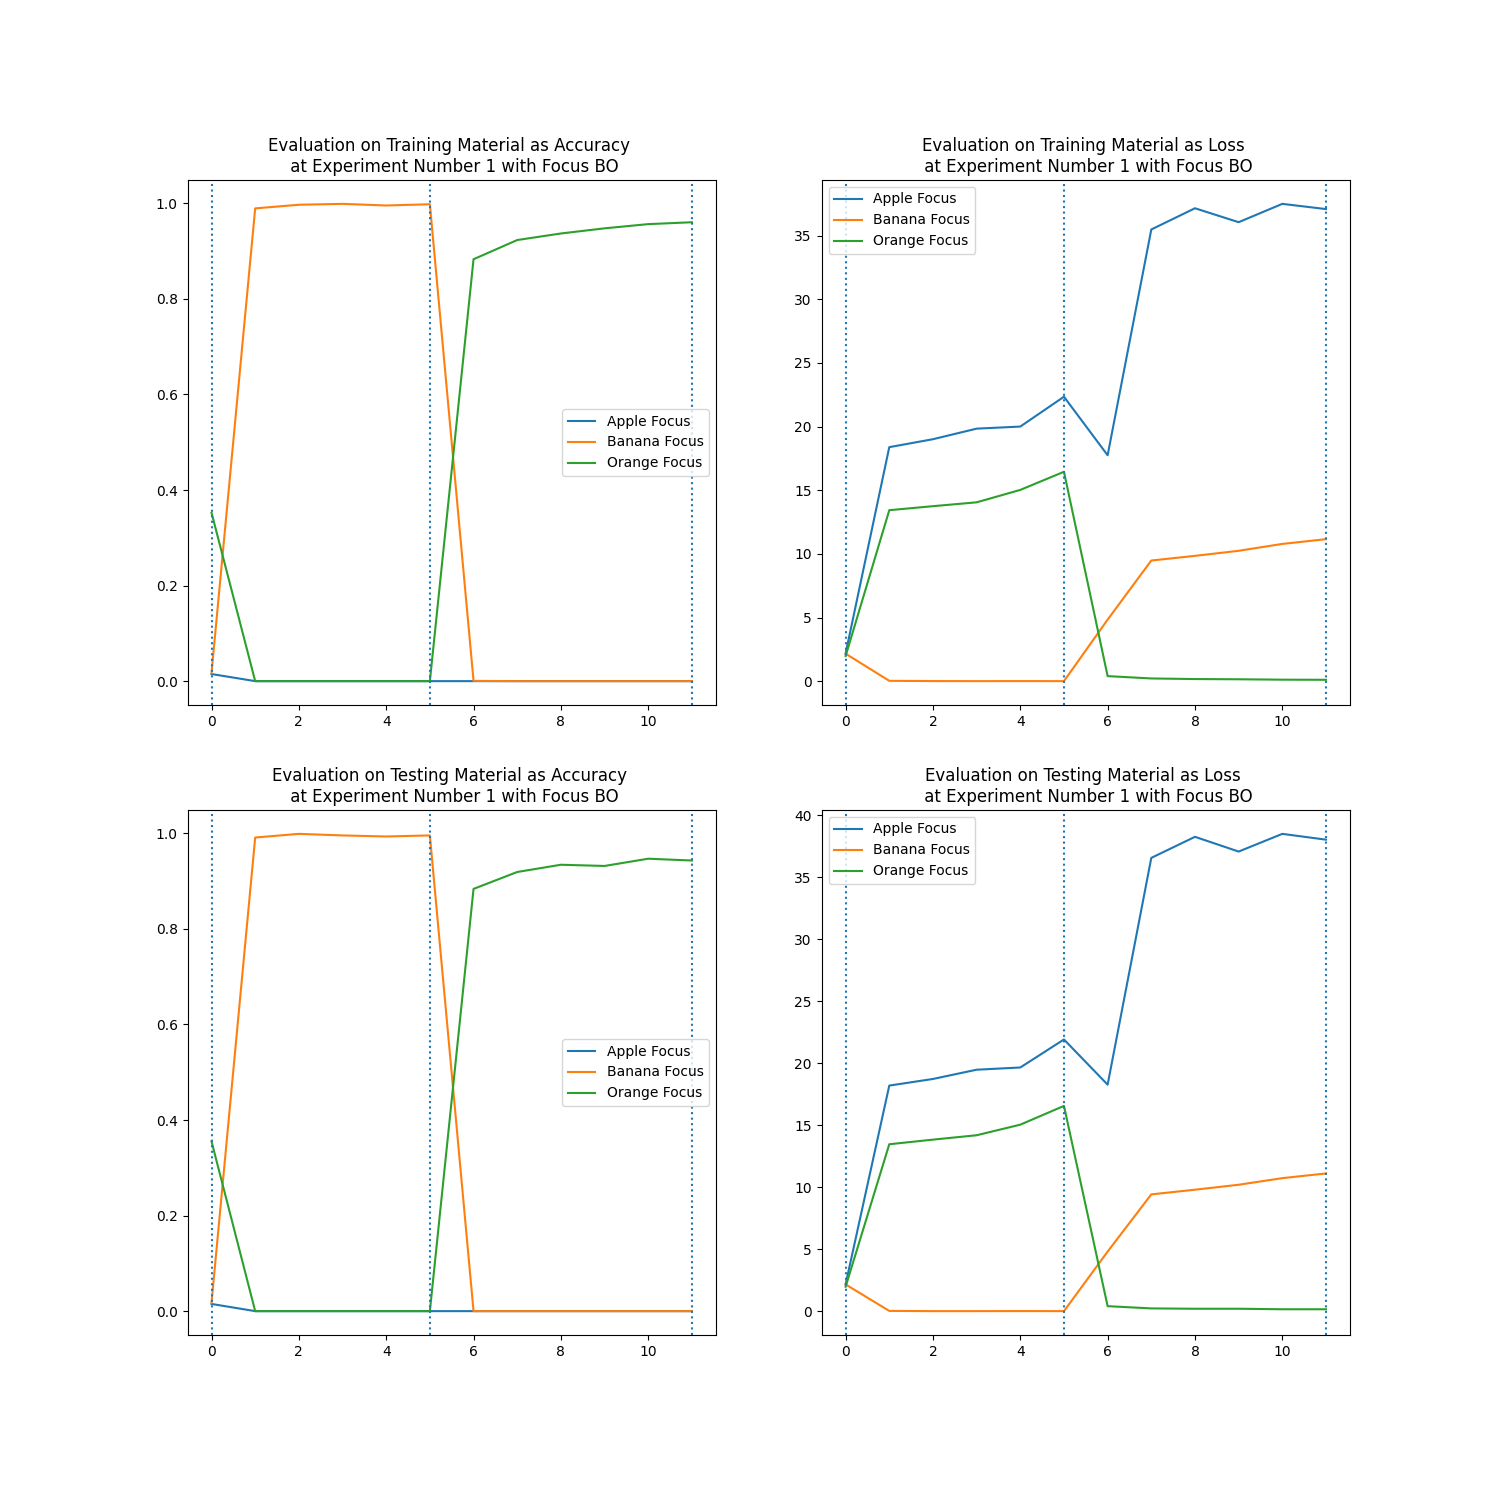 Evaluation on Training Material as Accuracy
at Experiment Number 1 with Focus BO
1.0
0.8
0.6
0.4
0.2
0.0
Apple Focus
Banana Focus
Orange Focus
0 2 4 6 8 10
Evaluation on Training Material as Loss
at Experiment Number 1 with Focus BO
Apple Focus
Banana Focus
Orange Focus
35
30
25
20
15
10
5
0
0 2 4 6 8 10
Evaluation on Testing Material as Accuracy
at Experiment Number 1 with Focus BO
1.0
0.8
0.6
0.4
0.2
0.0
Apple Focus
Banana Focus
Orange Focus
0 2 4 6 8 10
Evaluation on Testing Material as Loss
at Experiment Number 1 with Focus BO
40
Apple Focus
Banana Focus
Orange Focus
35
30
25
20
15
10
5
0
0 2 4 6 8 10